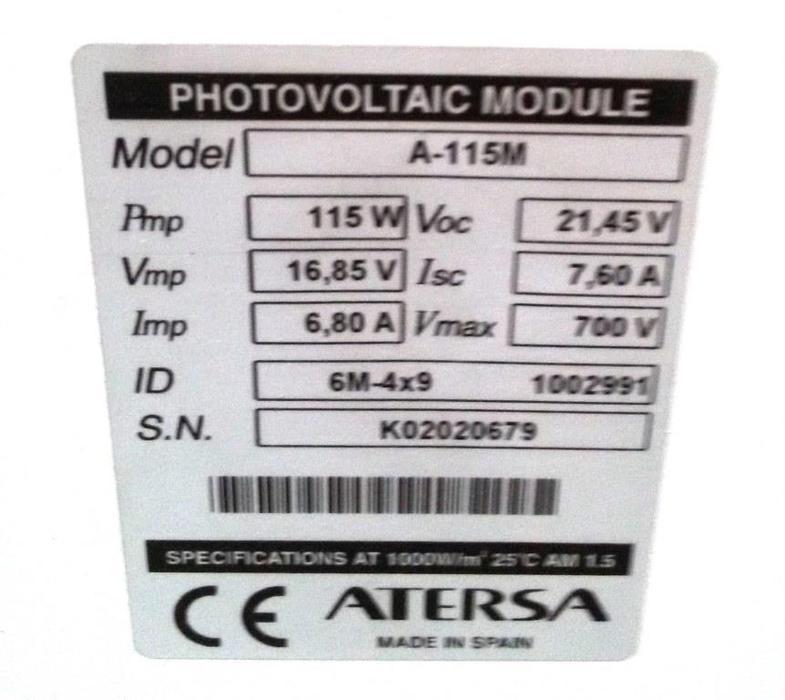 PHOTOVOLTAIC MODULE
Model A-115M
Pmp 115 W Voc 21,45 V
Vmp 16,85 V Isc 7,60 A
Imp 6,80 A Vmax 700 V
ID 6M-4x9 1002991
S.N. K02020679
SPECIFICATIONS AT 1000W/m² 25°C AM 1.5
CE ATERSA
MADE IN SPAIN